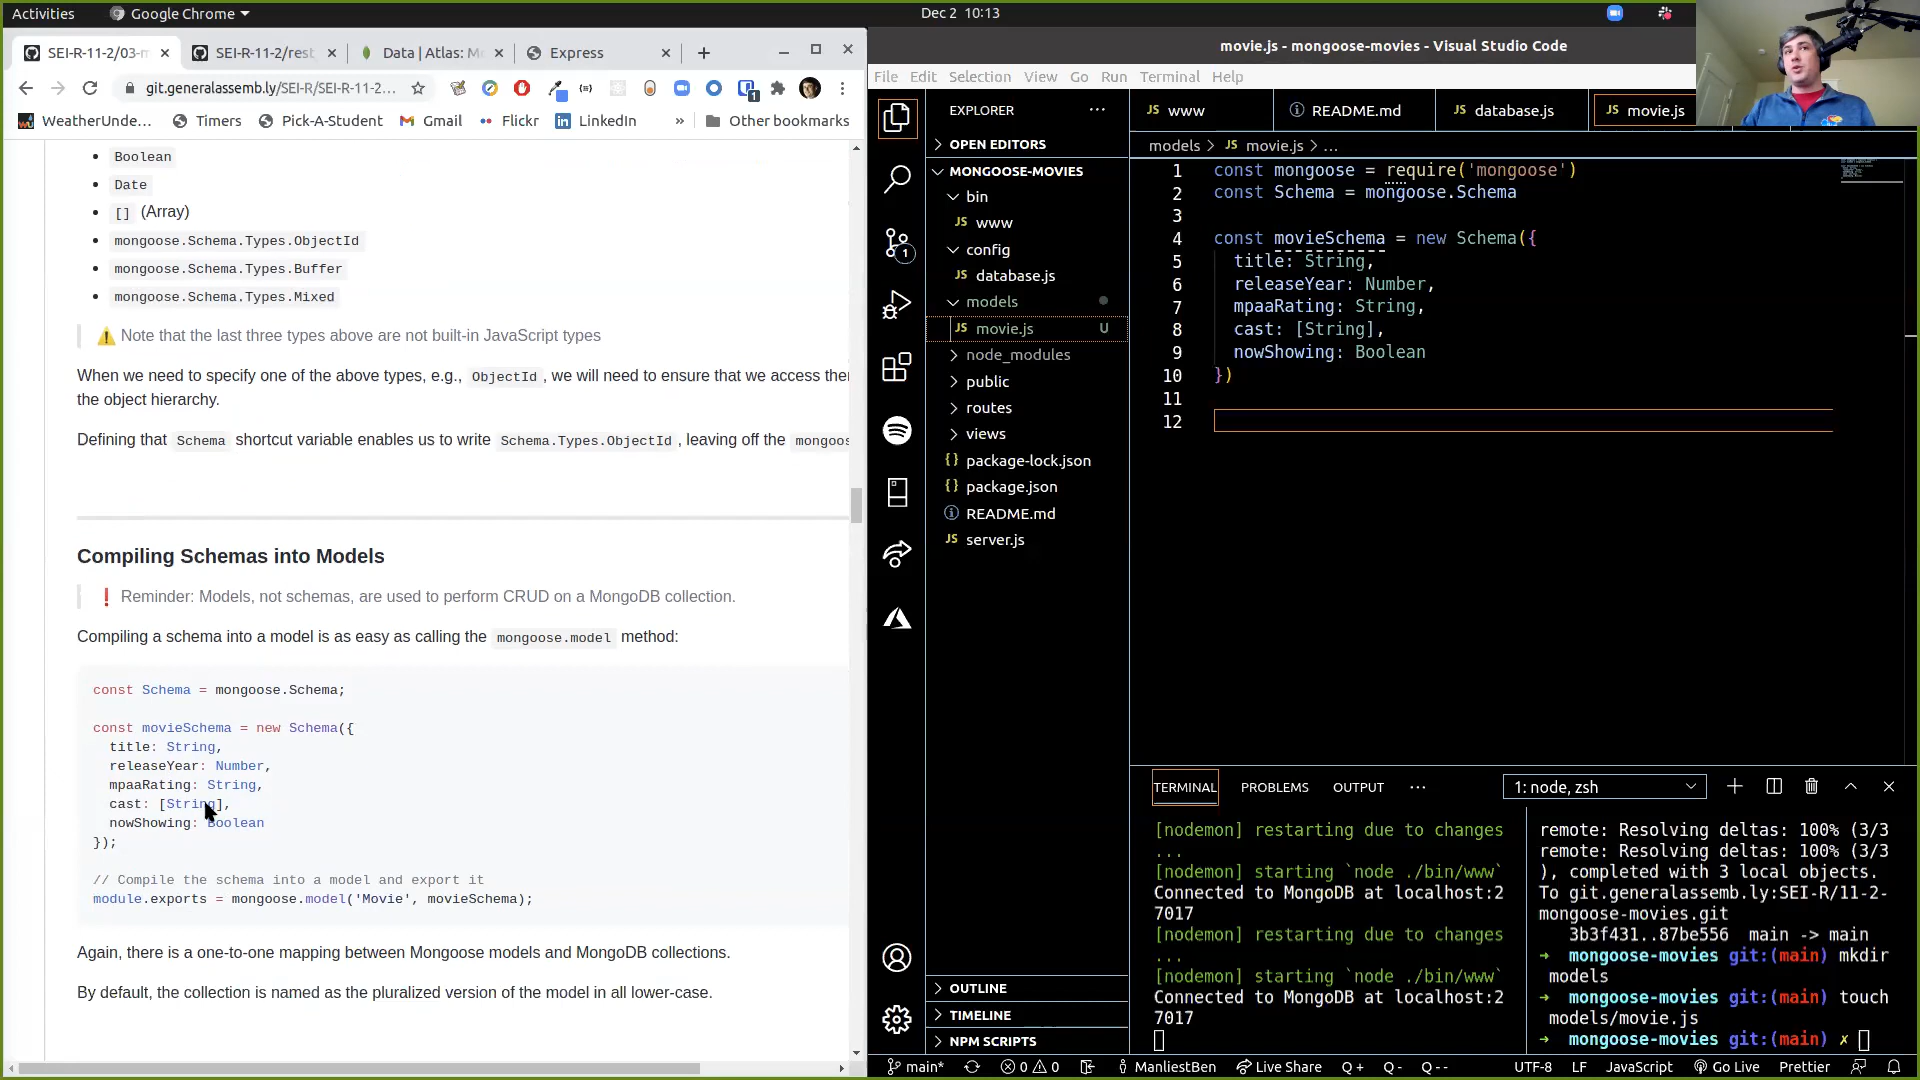 Activities
Google Chrome
Dec 2 10:13
SEI-R-11-2/03-m
SEI-R-11-2/rest
Data | Atlas: Mo
Express
git.generalassemb.ly/SEI-R/SEI-R-11-2...
WeatherUnde...
Timers
Pick-A-Student
Gmail
Flickr
LinkedIn
»
Other bookmarks
Boolean
Date
[] (Array)
mongoose.Schema.Types.ObjectId
mongoose.Schema.Types.Buffer
mongoose.Schema.Types.Mixed
Note that the last three types above are not built-in JavaScript types
When we need to specify one of the above types, e.g., ObjectId, we will need to ensure that we access ther
the object hierarchy.
Defining that Schema shortcut variable enables us to write Schema.Types.ObjectId, leaving off the mongoos
Compiling Schemas into Models
Reminder: Models, not schemas, are used to perform CRUD on a MongoDB collection.
Compiling a schema into a model is as easy as calling the mongoose.model method:
const Schema = mongoose.Schema;
const movieSchema = new Schema({
title: String,
releaseYear: Number,
mpaaRating: String,
cast: [String],
nowShowing: Boolean
});
// Compile the schema into a model and export it
module.exports = mongoose.model('Movie', movieSchema);
Again, there is a one-to-one mapping between Mongoose models and MongoDB collections.
By default, the collection is named as the pluralized version of the model in all lower-case.
movie.js - mongoose-movies - Visual Studio Code
File Edit Selection View Go Run Terminal Help
EXPLORER
OPEN EDITORS
MONGOOSE-MOVIES
bin
JS www
config
JS database.js
models
JS movie.js U
node_modules
public
routes
views
{} package-lock.json
{} package.json
README.md
JS server.js
OUTLINE
TIMELINE
NPM SCRIPTS
1
JS www
README.md
JS database.js
JS movie.js
models > JS movie.js > ...
1 const mongoose = require('mongoose')
2 const Schema = mongoose.Schema
3
4 const movieSchema = new Schema({
5 title: String,
6 releaseYear: Number,
7 mpaaRating: String,
8 cast: [String],
9 nowShowing: Boolean
10 })
11
12
TERMINAL PROBLEMS OUTPUT ...
1: node, zsh
[nodemon] restarting due to changes
...
[nodemon] starting `node ./bin/www`
Connected to MongoDB at localhost:2
7017
[nodemon] restarting due to changes
...
[nodemon] starting `node ./bin/www`
Connected to MongoDB at localhost:2
7017
remote: Resolving deltas: 100% (3/3
remote: Resolving deltas: 100% (3/3
), completed with 3 local objects.
To git.generalassemb.ly:SEI-R/11-2-
mongoose-movies.git
3b3f431..87be556 main -> main
→ mongoose-movies git:(main) mkdir
models
→ mongoose-movies git:(main) touch
models/movie.js
→ mongoose-movies git:(main) ✗
main* 0 0 ManliestBen Live Share Q+ Q- Q-- UTF-8 LF JavaScript Go Live Prettier